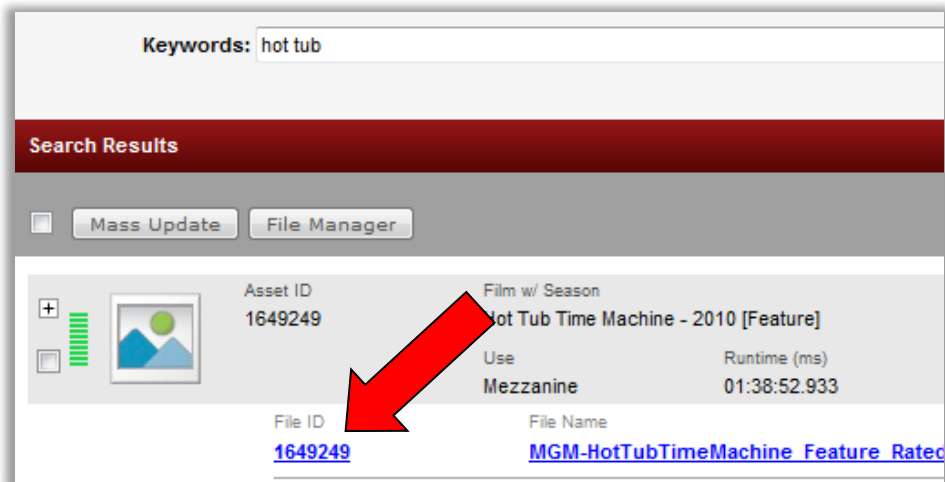 Keywords: hot tub
Search Results
Mass Update File Manager
Asset ID Film w/ Season
1649249 Hot Tub Time Machine - 2010 [Feature]
Use Runtime (ms)
Mezzanine 01:38:52.933
File ID File Name
1649249 MGM-HotTubTimeMachine_Feature_Rated